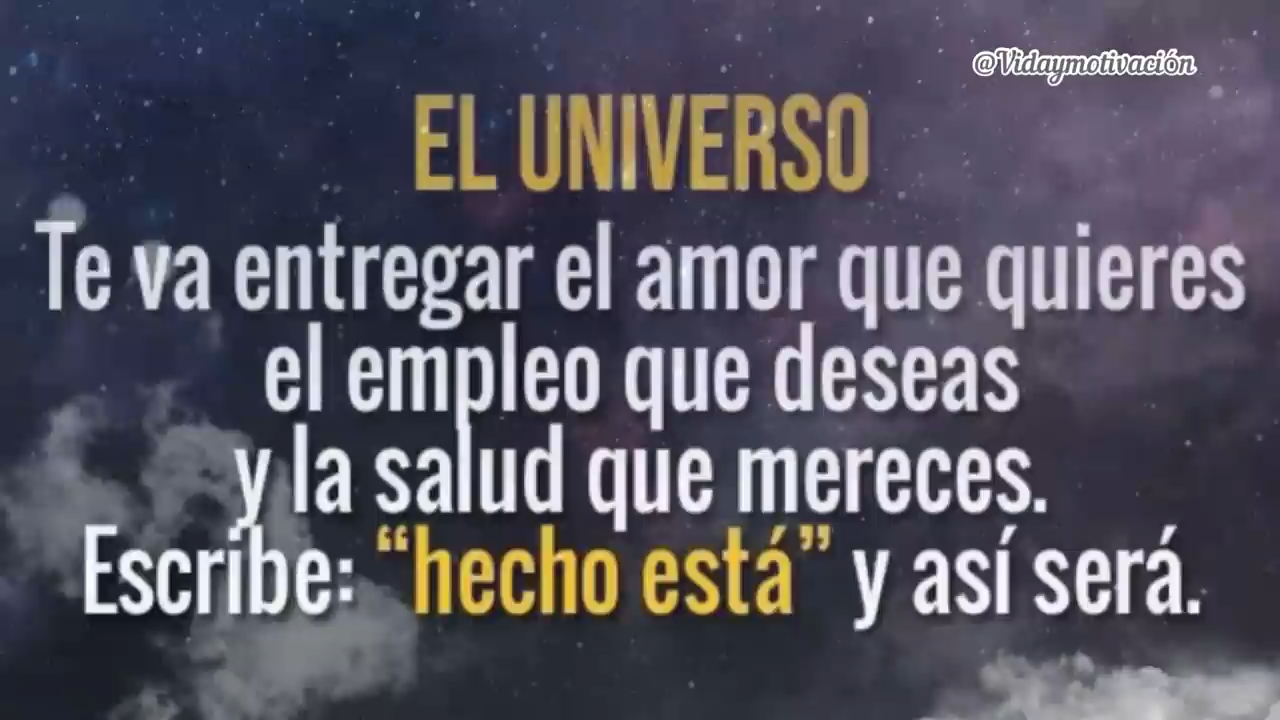 @Vidaymotivación
EL UNIVERSO
Te va entregar el amor que quieres
el empleo que deseas
y la salud que mereces.
Escribe: “hecho está” y así será.